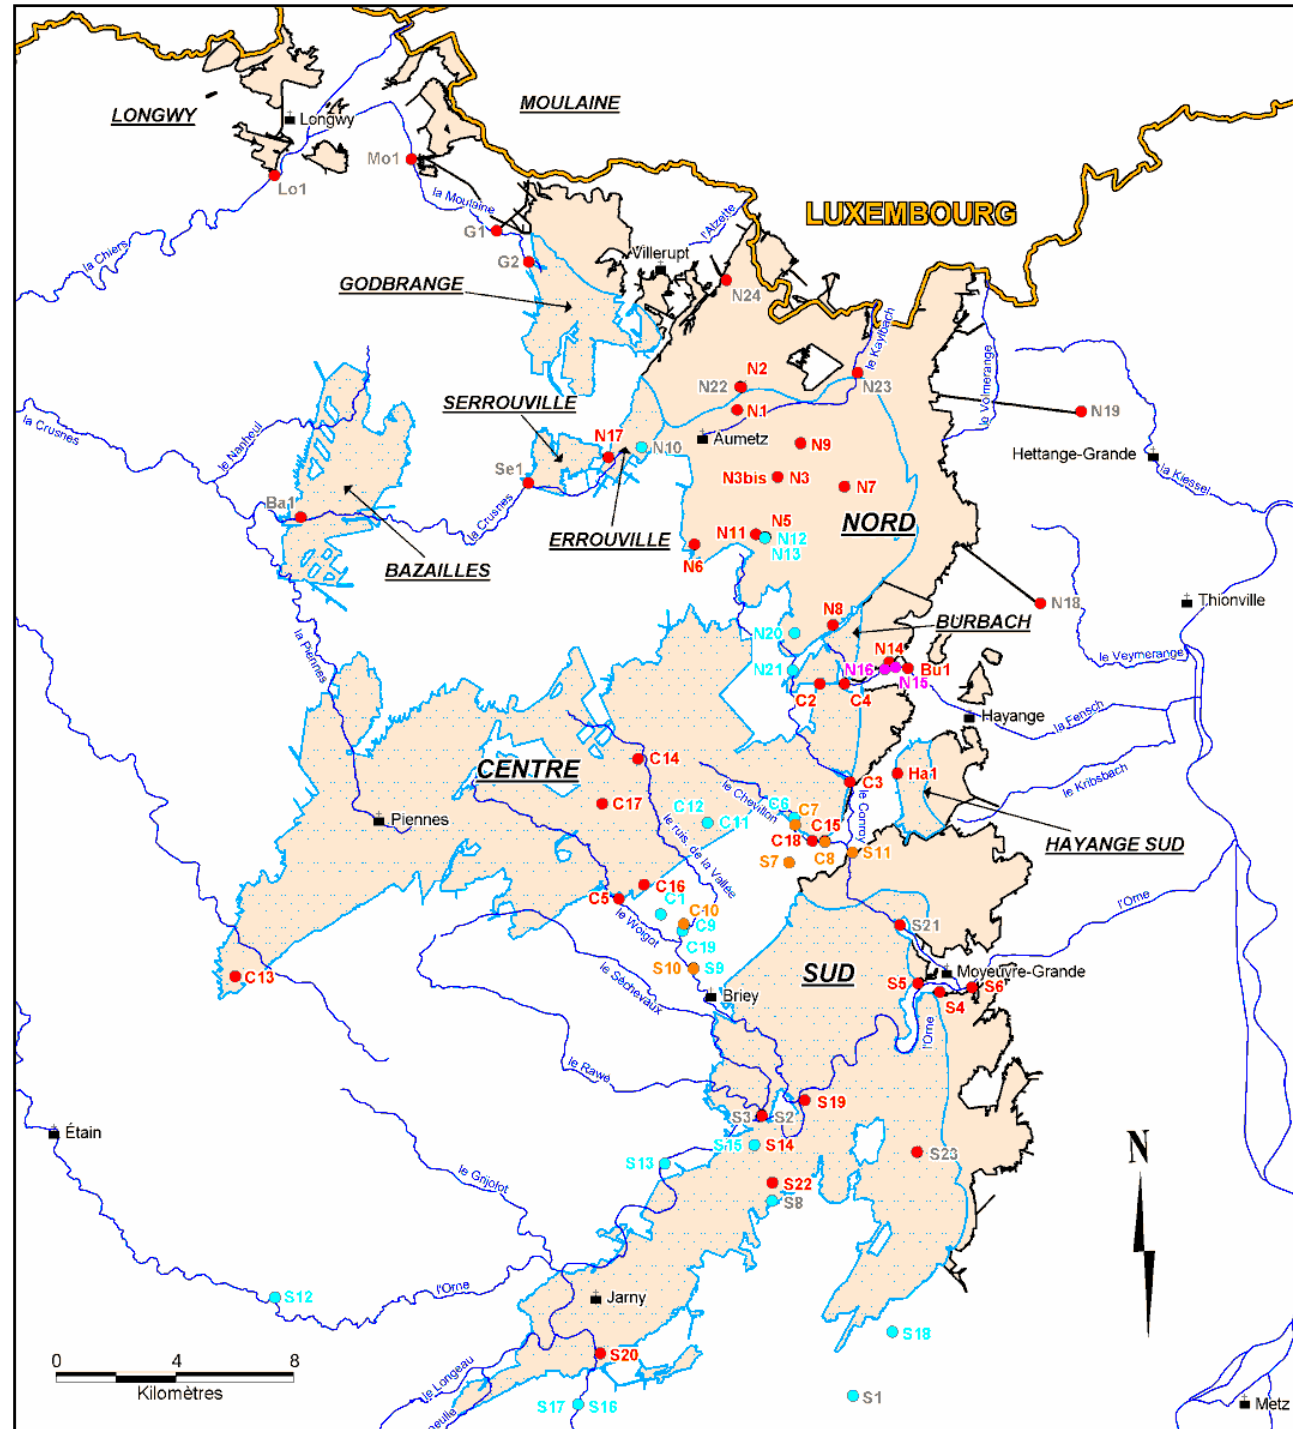 MOULAINE
LONGWY
Longwy
Mo1
Lo1
la Moulaine
LUXEMBOURG
l'Alzette
G1
la Chiers
Villerupt
G2
GODBRANGE
N24
le Kaylbach
le Volmerange
N2
N22
N23
SERROUVILLE
N1
N19
la Crusnes
Aumetz
N9
Hettange-Grande
N17
N10
le Nanheul
la Kiessel
Se1
N3bis
N3
N7
Ba1
la Crusnes
NORD
ERROUVILLE
N11
N5
N12
N13
N6
BAZAILLES
N18
Thionville
N8
BURBACH
la Piennes
N20
le Veymerange
N14
N16
Bu1
N21
N15
C2
C4
Hayange
la Fensch
C14
CENTRE
Ha1
C3
le Chevillon
le Kribsbach
C17
C6
C12
C7
le Conroy
Piennes
C11
C15
le ruis. de la Vallée
C18
HAYANGE SUD
C8
S11
S7
C16
C5
l'Orne
C1
le Woigot
C10
C9
S21
C19
SUD
S10
S9
Moyeuvre-Grande
C13
S5
S6
le Séchevaux
S4
Briey
l'Orne
le Rawé
S19
S3
S2
Étain
S15
S14
N
S23
S13
le Grijolot
S22
S8
l'Orne
S12
Jarny
S18
S20
0 4 8
Kilomètres
le Longeau
S17
S16
S1
Metz